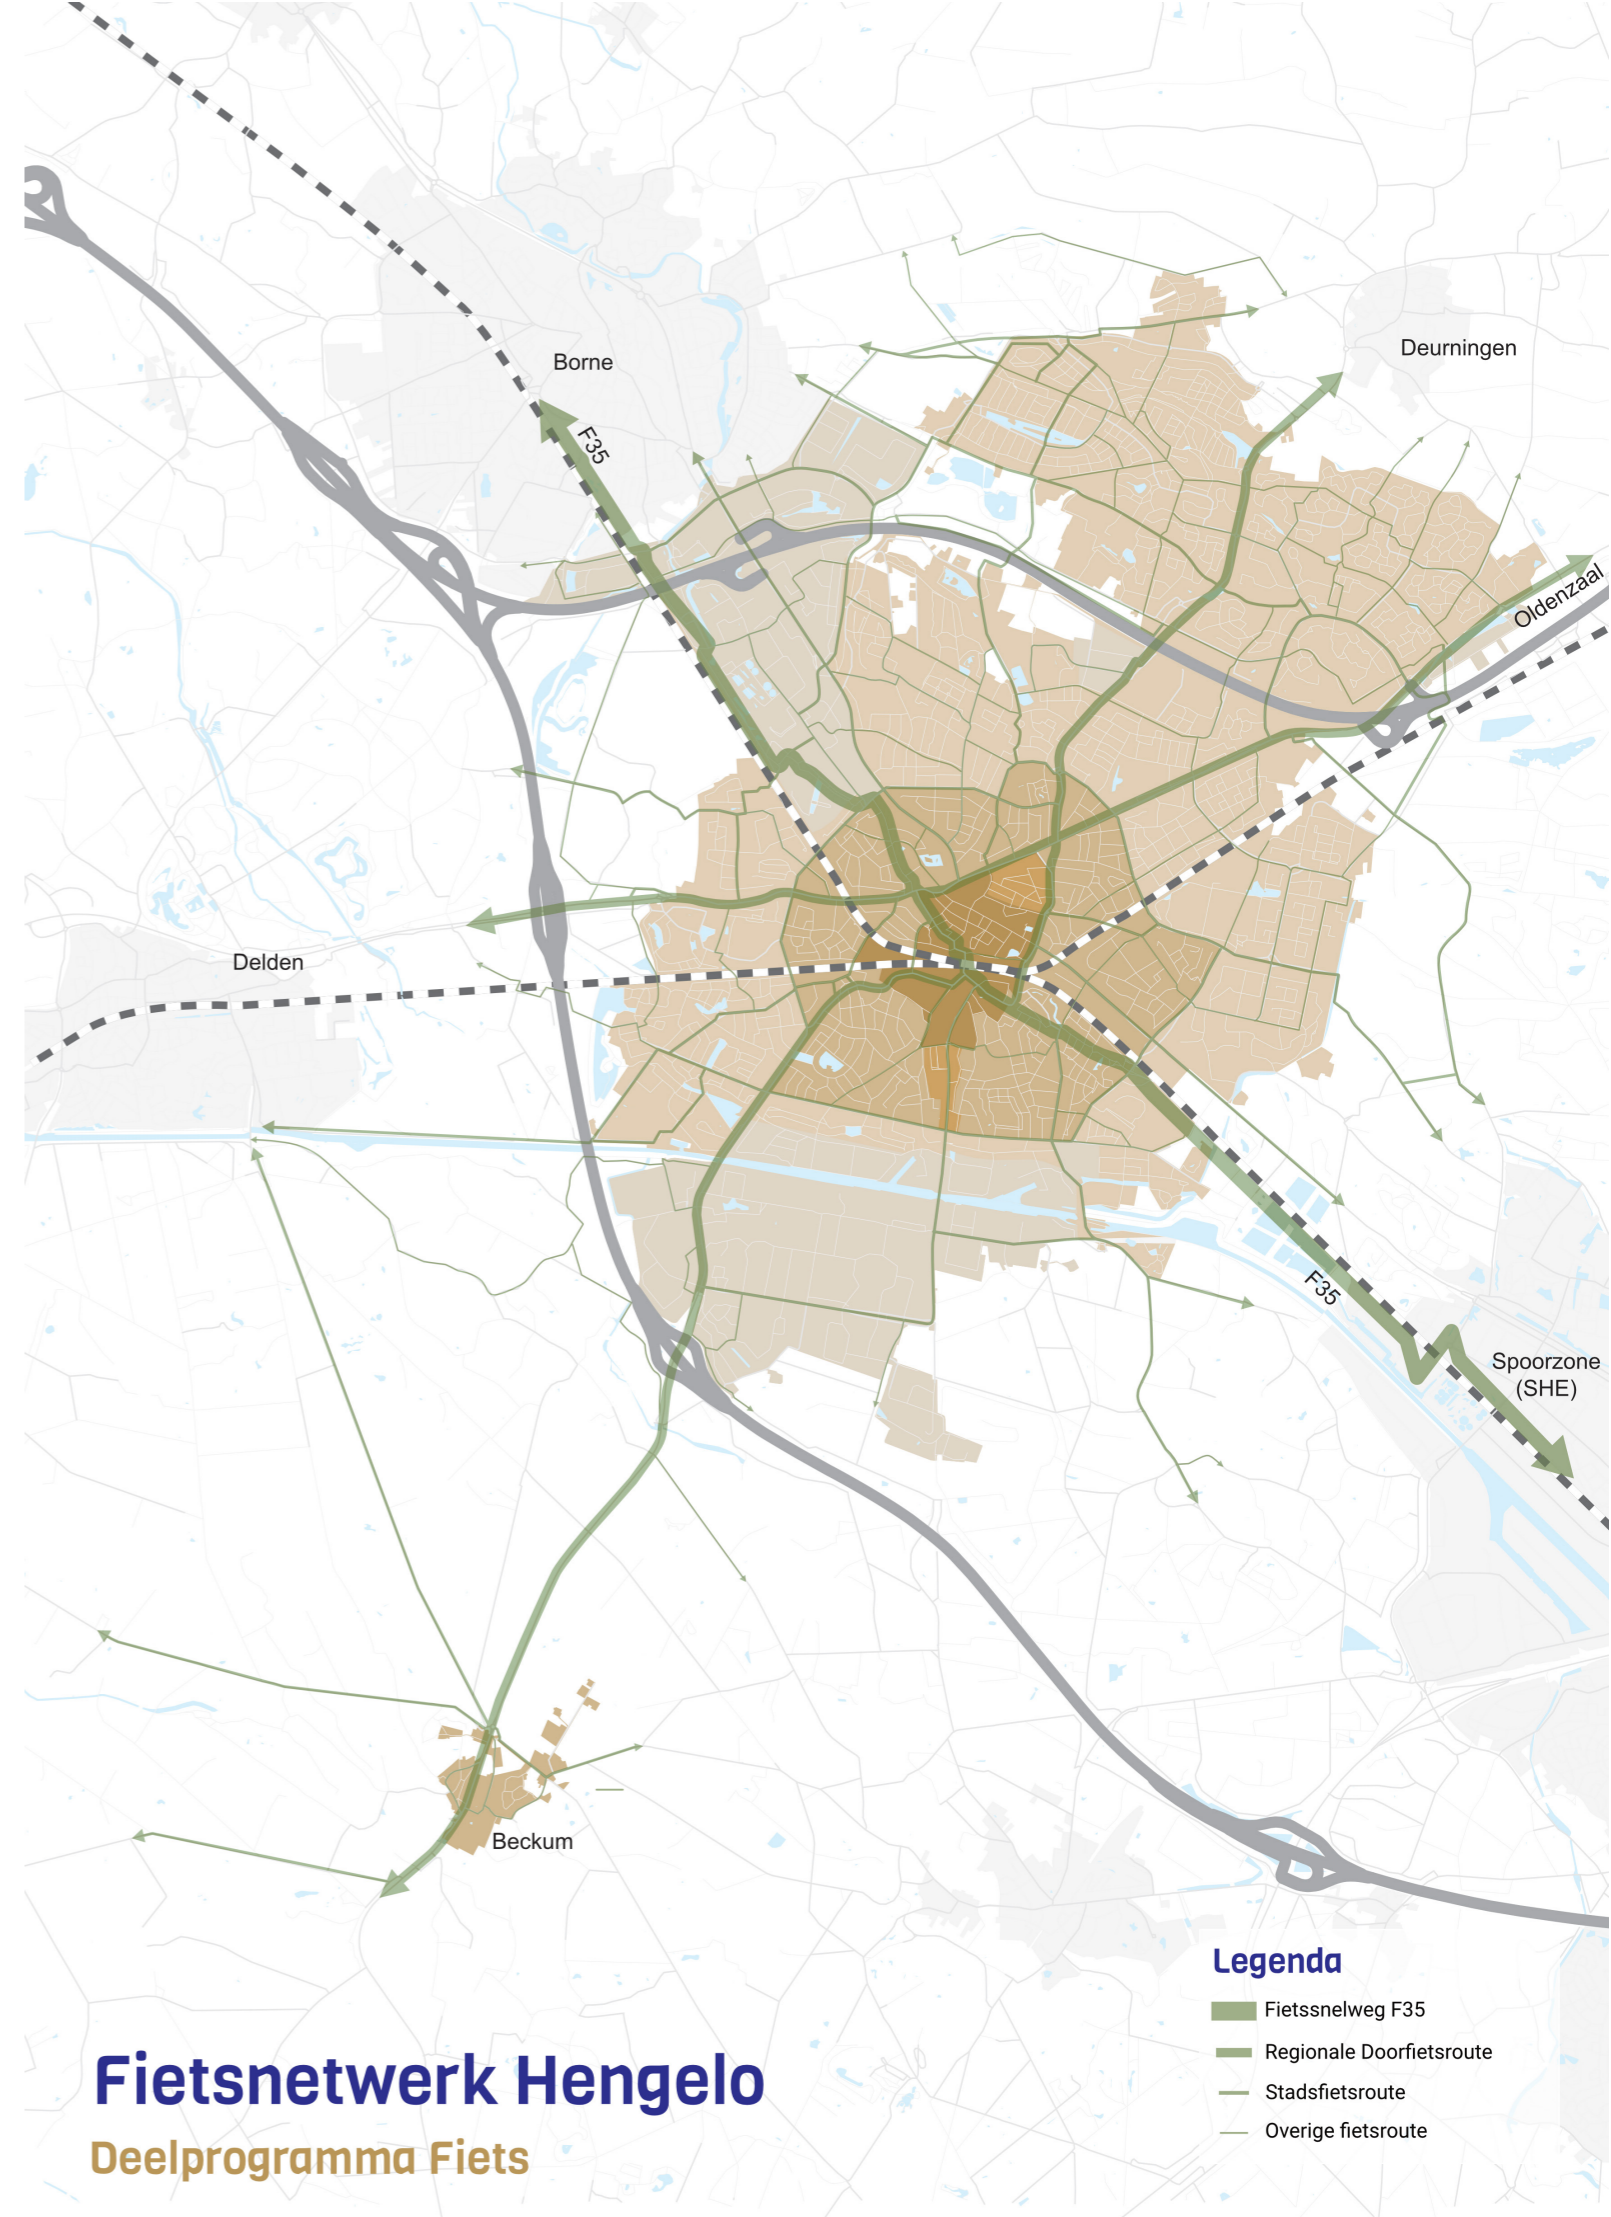 Borne
Deurningen
F35
Oldenzaal
Delden
F35
Spoorzone
(SHE)
Beckum
Legenda
Fietssnelweg F35
Regionale Doorfietsroute
Stadsfietsroute
Overige fietsroute
Fietsnetwerk Hengelo
Deelprogramma Fiets